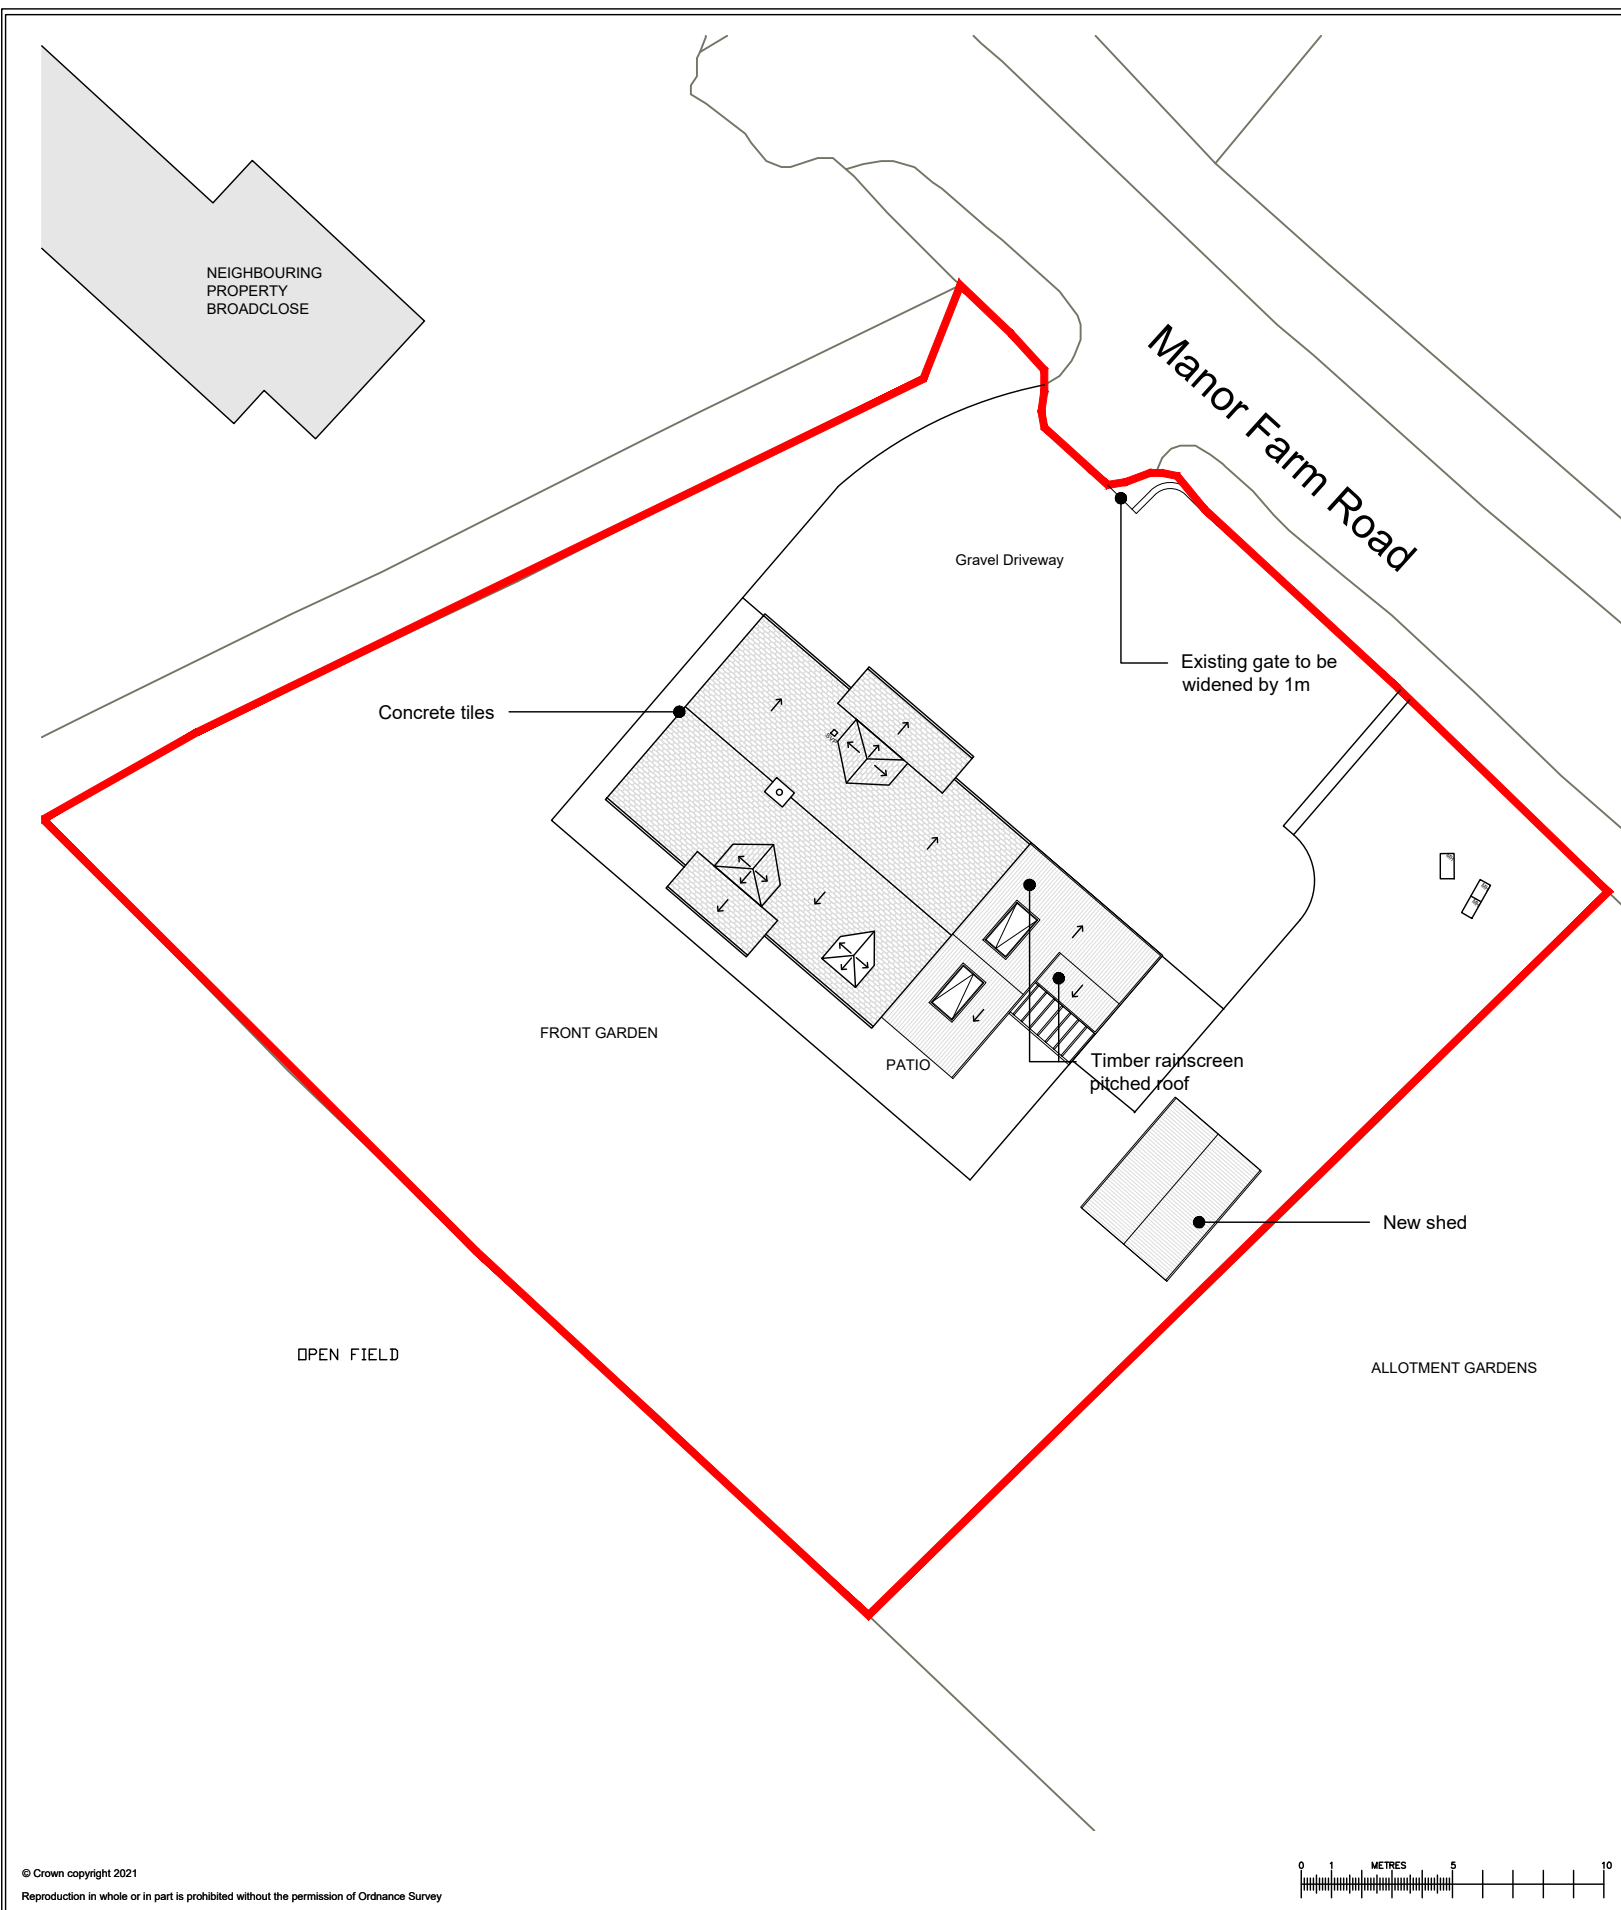 NEIGHBOURING
PROPERTY
BROADCLOSE
Manor Farm Road
Gravel Driveway
Existing gate to be
widened by 1m
Concrete tiles
SVP
FRONT GARDEN
PATIO
Timber rainscreen
pitched roof
New shed
OPEN FIELD
ALLOTMENT GARDENS
0 1 METRES 5 10
© Crown copyright 2021
Reproduction in whole or in part is prohibited without the permission of Ordnance Survey